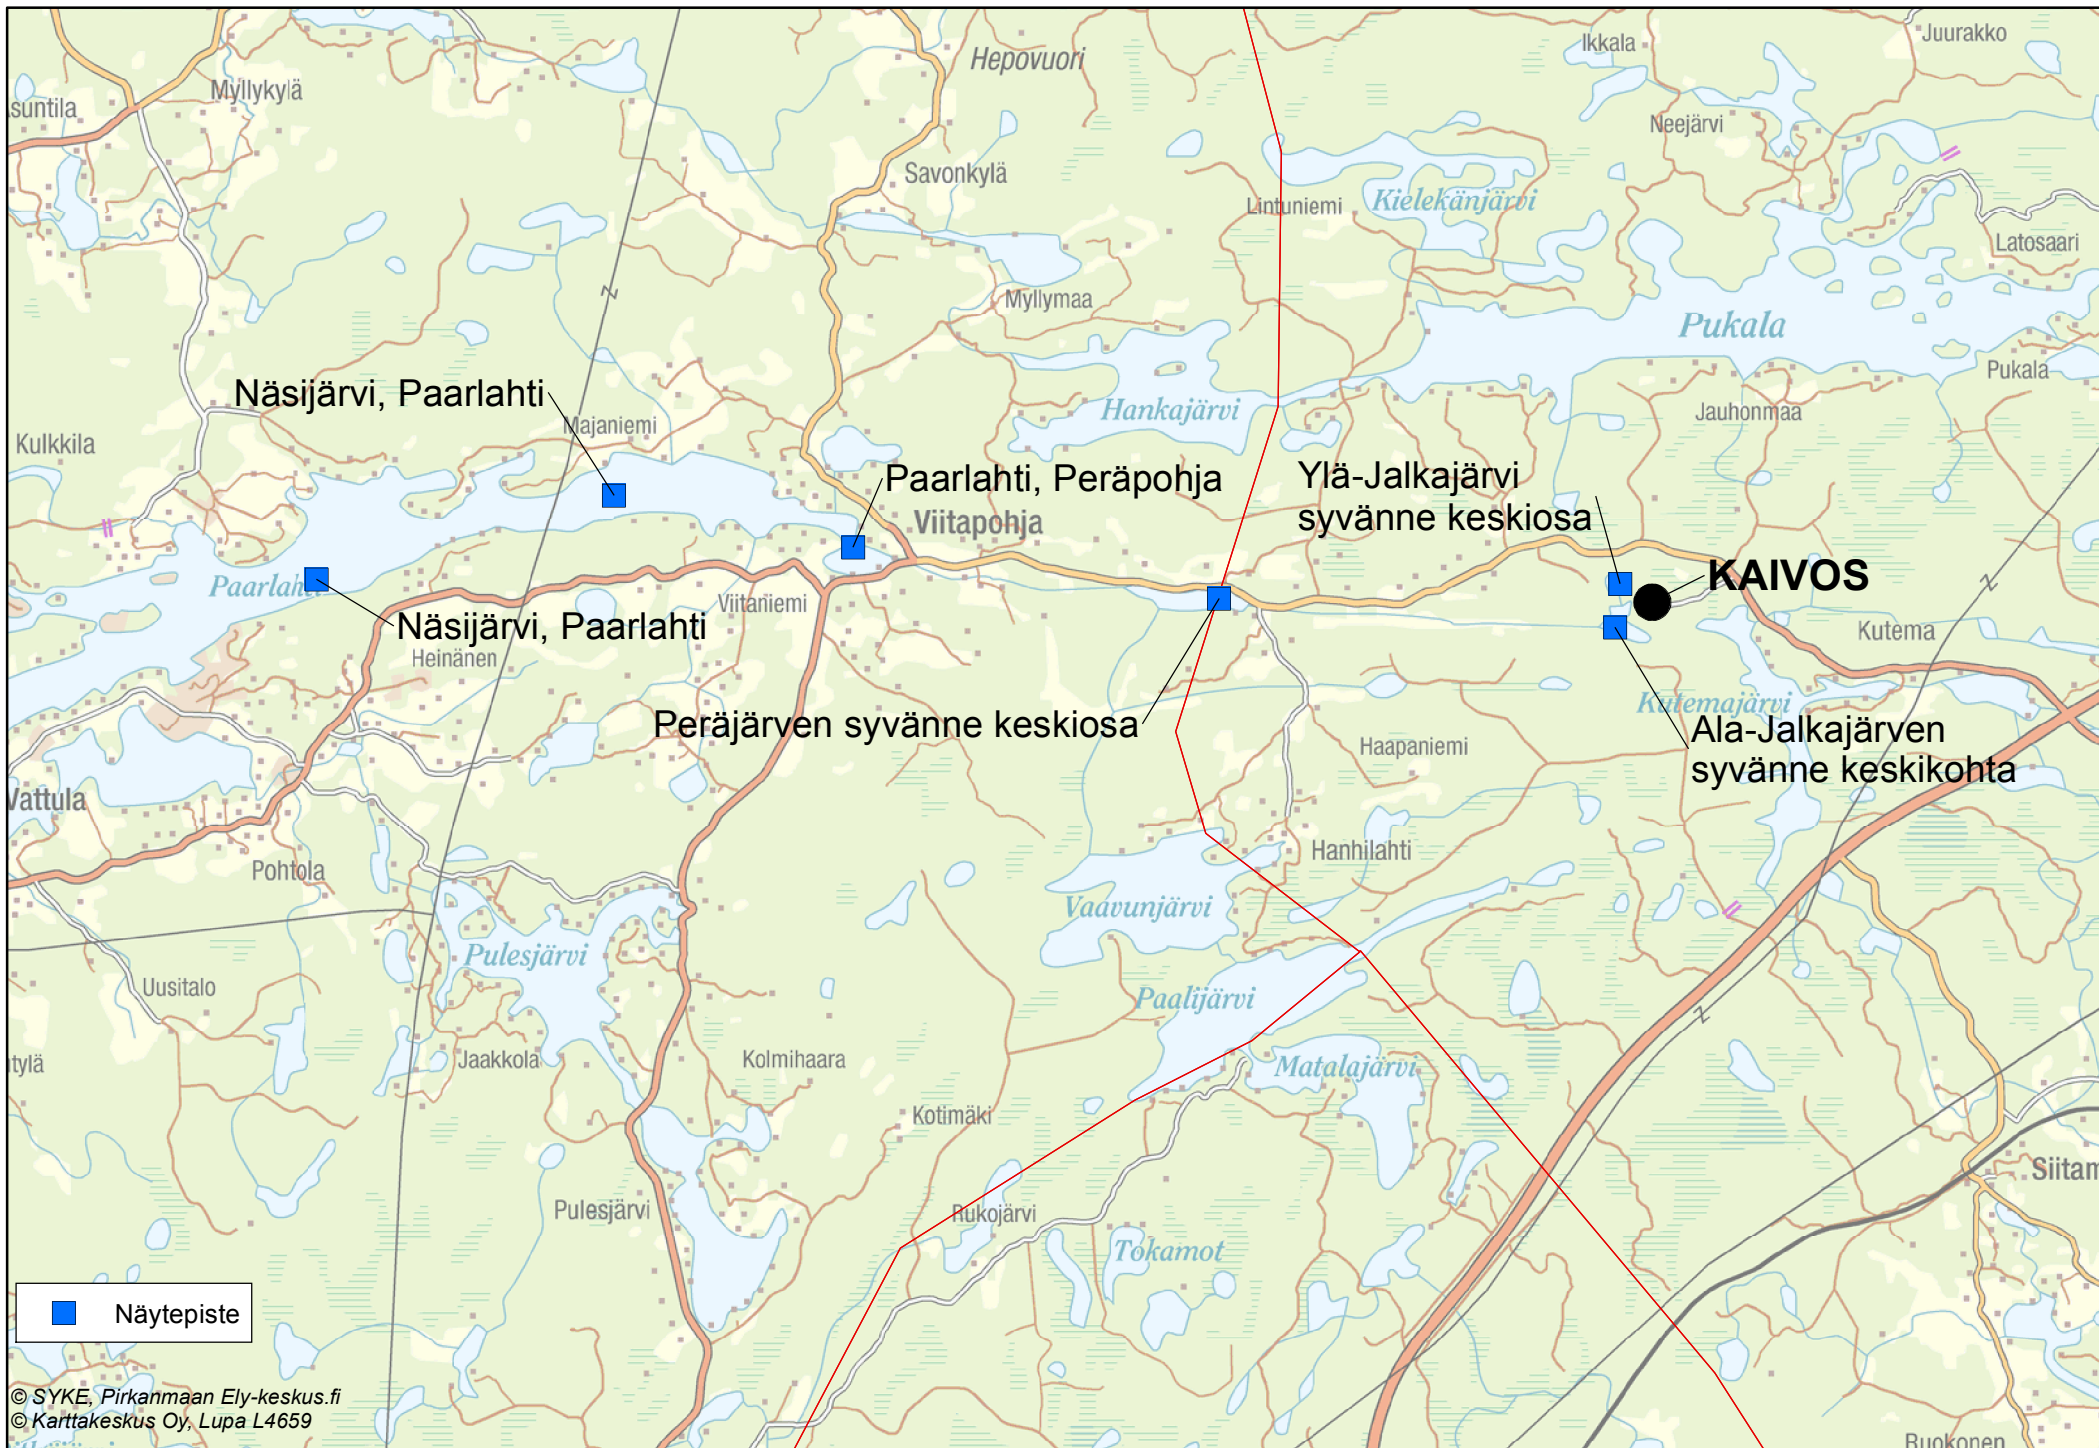 Hepovuori
Ikkala
Juurakko
Myllykylä
suntila
Neejärvi
Savonkylä
Lintuniemi
Kielekänjärvi
Latosaari
Myllymaa
Pukala
Pukala
Näsijärvi, Paarlahti
Majaniemi
Hankajärvi
Jauhonmaa
Kulkkila
Paarlahti, Peräpohja
Viitapohja
Ylä-Jalkajärvi
syvänne keskiosa
KAIVOS
Paarlaht
Näsijärvi, Paarlahti
Viitaniemi
Heinänen
Kutema
Kutemajärvi
Peräjärven syvänne keskiosa
Haapaniemi
Ala-Jalkajärven
syvänne keskikohta
Vattula
Pohtola
Hanhilahti
Vaavunjärvi
Pulesjärvi
Uusitalo
Paalijärvi
Jaakkola
Kolmihaara
Matalajärvi
ntylä
Kotimäki
Siitam
Pulesjärvi
Rukojärvi
Tokamot
Näytepiste
© SYKE, Pirkanmaan Ely-keskus.fi
© Karttakeskus Oy, Lupa L4659
Ruokonen